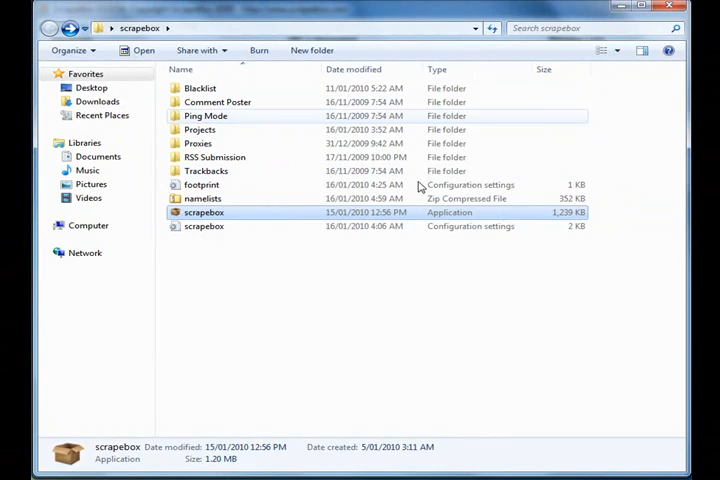 scrapebox
Search scrapebox
Organize Open Share with Burn New folder
Name Date modified Type Size
Favorites
Desktop
Downloads
Recent Places
Libraries
Documents
Music
Pictures
Videos
Computer
Network
Blacklist 11/01/2010 5:22 AM File folder
Comment Poster 16/11/2009 7:54 AM File folder
Ping Mode 16/11/2009 7:54 AM File folder
Projects 16/01/2010 3:52 AM File folder
Proxies 31/12/2009 9:42 AM File folder
RSS Submission 17/11/2009 10:00 PM File folder
Trackbacks 16/11/2009 7:54 AM File folder
footprint 16/01/2010 4:25 AM Configuration settings 1 KB
namelists 16/01/2010 4:59 AM Zip Compressed File 352 KB
scrapebox 15/01/2010 12:56 PM Application 1,239 KB
scrapebox 16/01/2010 4:06 AM Configuration settings 2 KB
scrapebox Date modified: 15/01/2010 12:56 PM Date created: 5/01/2010 3:11 AM
Application Size: 1.20 MB